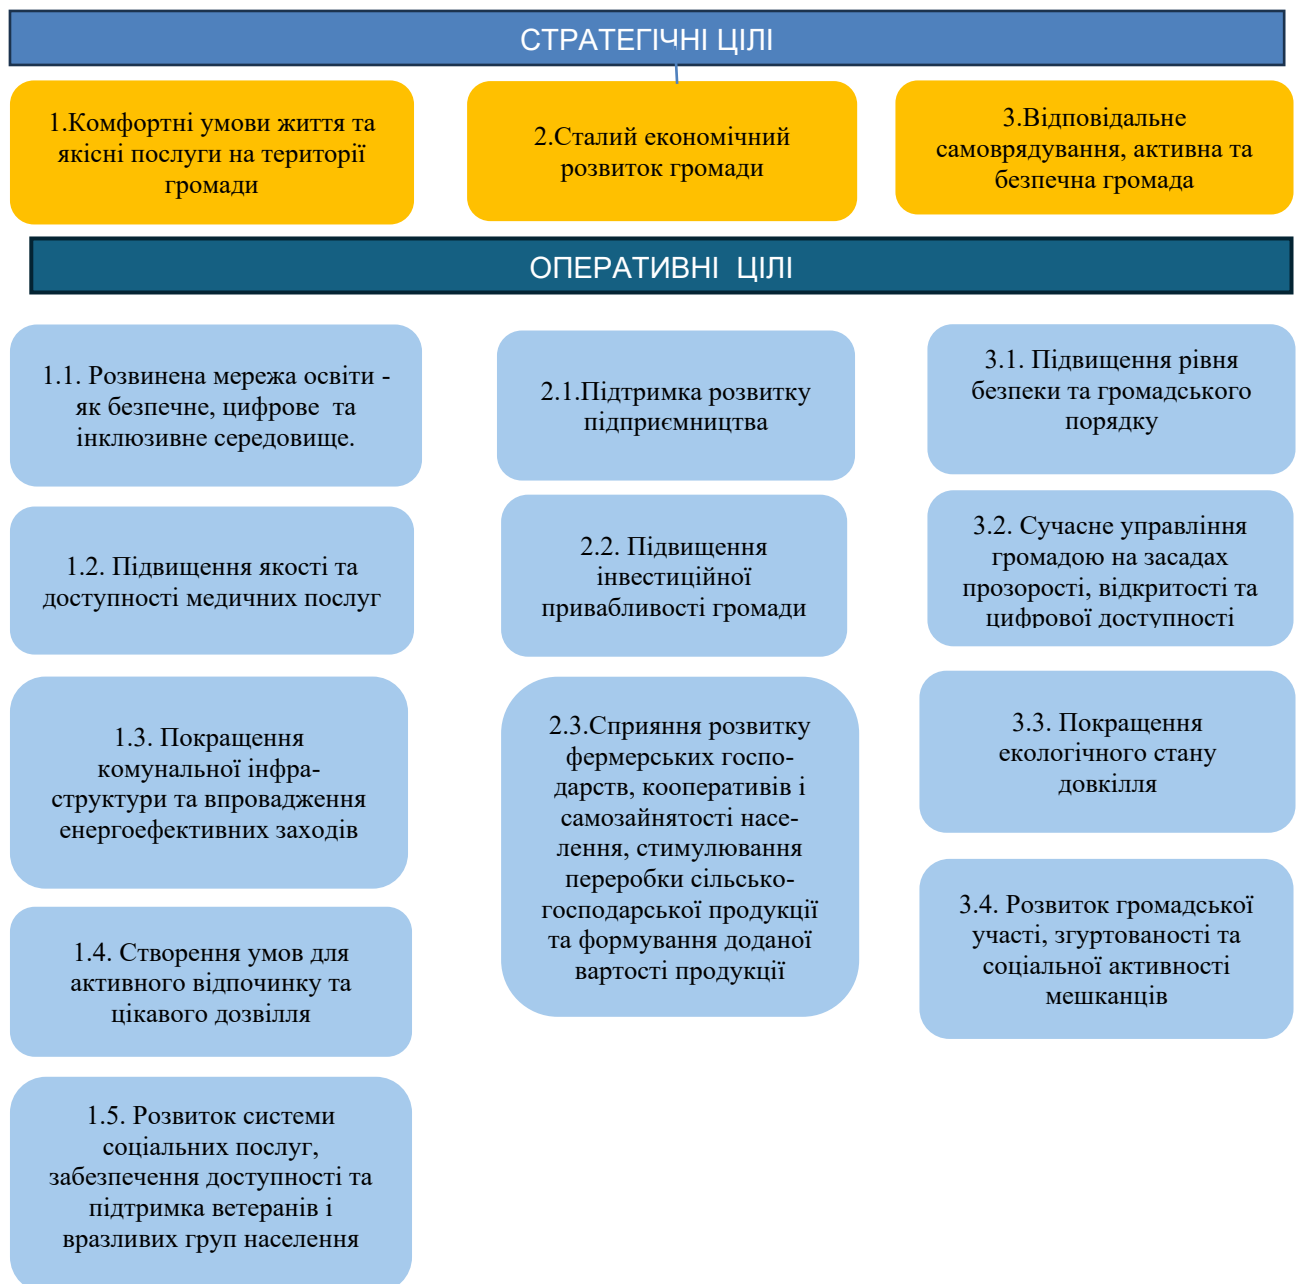 СТРАТЕГІЧНІ ЦІЛІ
1.Комфортні умови життя та
якісні послуги на території
громади
2.Сталий економічний
розвиток громади
3.Відповідальне
самоврядування, активна та
безпечна громада
ОПЕРАТИВНІ ЦІЛІ
1.1. Розвинена мережа освіти -
як безпечне, цифрове та
інклюзивне середовище.
1.2. Підвищення якості та
доступності медичних послуг
1.3. Покращення
комунальної інфра-
структури та впровадження
енергоефективних заходів
1.4. Створення умов для
активного відпочинку та
цікавого дозвілля
1.5. Розвиток системи
соціальних послуг,
забезпечення доступності та
підтримка ветеранів і
вразливих груп населення
2.1.Підтримка розвитку
підприємництва
2.2. Підвищення
інвестиційної
привабливості громади
2.3.Сприяння розвитку
фермерських госпо-
дарств, кооперативів і
самозайнятості насе-
лення, стимулювання
переробки сільсько-
господарської продукції
та формування доданої
вартості продукції
3.1. Підвищення рівня
безпеки та громадського
порядку
3.2. Сучасне управління
громадою на засадах
прозорості, відкритості та
цифрової доступності
3.3. Покращення
екологічного стану
довкілля
3.4. Розвиток громадської
участі, згуртованості та
соціальної активності
мешканців